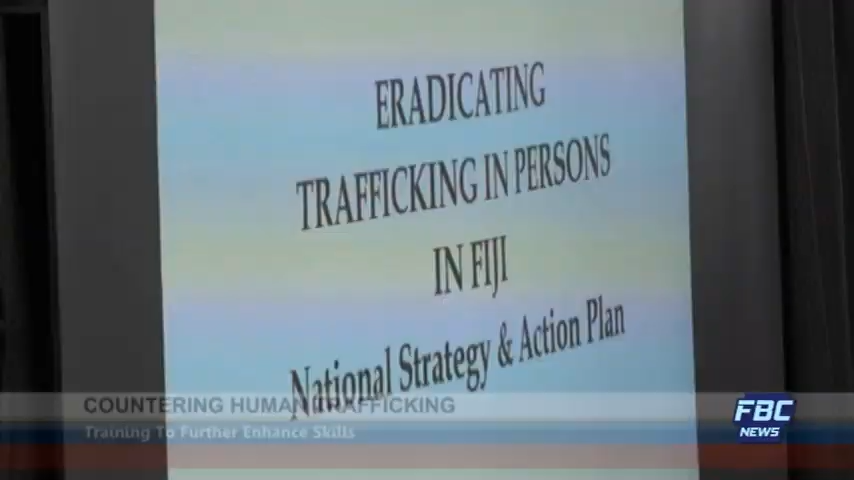 ERADICATING
TRAFFICKING IN PERSONS
IN FIJI
National Strategy & Action Plan
COUNTERING HUMAN TRAFFICKING
Training To Further Enhance Skills
FBC
NEWS